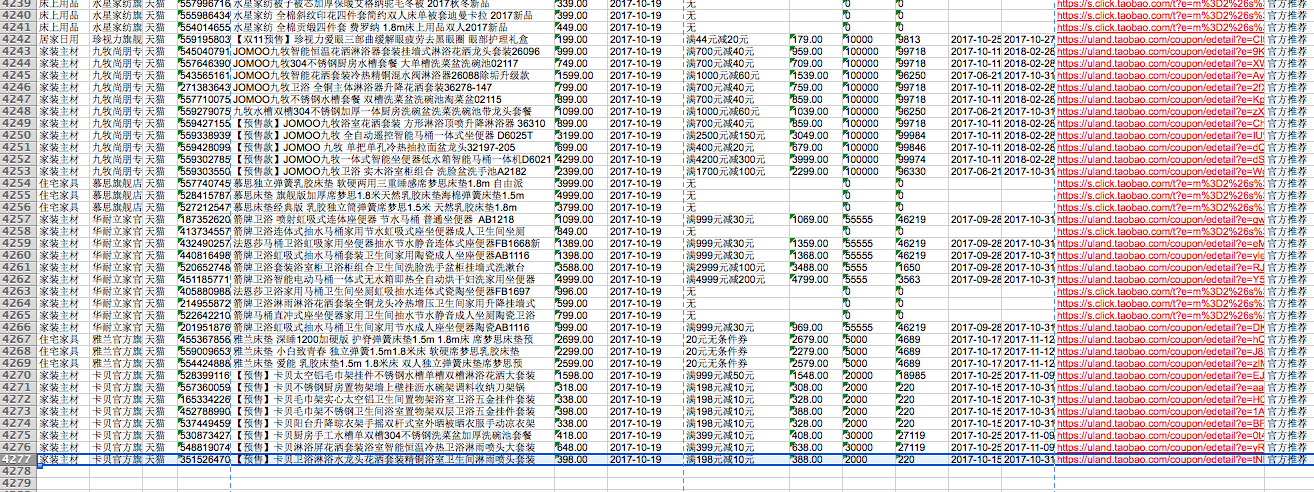 4239 床上用品 水星家纺旗 天猫 557996716 水星家纺被子被芯加厚保暖艾格纳驼毛冬被 2017秋冬新品 339.00 2017-10-19 无 0 0 https://s.click.taobao.com/t?e=m%3D2%26s% 官方推荐
4240 床上用品 水星家纺旗 天猫 555986434 水星家纺 全棉斜纹印花四件套简约双人床单被套迪曼卡拉 2017新品 399.00 2017-10-19 无 0 0 https://s.click.taobao.com/t?e=m%3D2%26s% 官方推荐
4241 床上用品 水星家纺旗 天猫 554014655 水星家纺 全棉贡缎四件套 费罗纳 1.8m床上用品双人2017新品 449.00 2017-10-19 无 0 0 https://s.click.taobao.com/t?e=m%3D2%26s% 官方推荐
4242 居家日用 珍视力旗舰 天猫 559195803 【双11预售】珍视力爱眼三部曲缓解眼疲劳去黑眼圈 眼部护理礼盒 199.00 2017-10-19 满44元减20元 179.00 100000 9813 2017-10-25 2017-10-27 https://uland.taobao.com/coupon/edetail?e=Cl 官方推荐
4243 家装主材 九牧尚朋专 天猫 545040791 JOMOO九牧智能恒温花洒淋浴器套装挂墙式淋浴花洒龙头套26096 999.00 2017-10-19 满700元减40元 959.00 100000 99718 2017-10-11 2018-02-28 https://uland.taobao.com/coupon/edetail?e=9K 官方推荐
4244 家装主材 九牧尚朋专 天猫 557646390 JOMOO九牧304不锈钢厨房水槽套餐 大单槽洗菜盆洗碗池02117 749.00 2017-10-19 满700元减40元 709.00 100000 99718 2017-10-11 2018-02-28 https://uland.taobao.com/coupon/edetail?e=XV 官方推荐
4245 家装主材 九牧尚朋专 天猫 543565161 JOMOO九牧智能花洒套装冷热精铜混水阀淋浴器26088除垢升级款 1599.00 2017-10-19 满1000元减60元 1539.00 100000 96250 2017-06-21 2017-10-31 https://uland.taobao.com/coupon/edetail?e=Av 官方推荐
4246 家装主材 九牧尚朋专 天猫 271383643 JOMOO九牧卫浴 全铜主体淋浴器升降花洒套装36278-147 799.00 2017-10-19 满700元减40元 759.00 100000 99718 2017-10-11 2018-02-28 https://uland.taobao.com/coupon/edetail?e=2f 官方推荐
4247 家装主材 九牧尚朋专 天猫 557710075 JOMOO九牧不锈钢水槽套餐 双槽洗菜盆洗碗池淘菜盆02115 899.00 2017-10-19 满700元减40元 859.00 100000 99718 2017-10-11 2018-02-28 https://uland.taobao.com/coupon/edetail?e=Kp 官方推荐
4248 家装主材 九牧尚朋专 天猫 559279075 九牧水槽双槽304不锈钢加厚一体厨房洗碗盆洗菜洗碗池带龙头套餐 1099.00 2017-10-19 满1000元减60元 1039.00 100000 96250 2017-06-21 2017-10-31 https://uland.taobao.com/coupon/edetail?e=zX 官方推荐
4249 家装主材 九牧尚朋专 天猫 559427155 【预售款】JOMOO九牧浴室花洒套装 方形淋浴顶喷升降淋浴器 36310 899.00 2017-10-19 满700元减40元 859.00 100000 99718 2017-10-11 2018-02-28 https://uland.taobao.com/coupon/edetail?e=Cl 官方推荐
4250 家装主材 九牧尚朋专 天猫 559338939 【预售款】JOMOO九牧 全自动遥控智能马桶一体式坐便器 D6025T 3199.00 2017-10-19 满2500元减150元 3049.00 100000 99984 2017-10-11 2018-02-28 https://uland.taobao.com/coupon/edetail?e=lU 官方推荐
4251 家装主材 九牧尚朋专 天猫 559428099 【预售款】JOMOO 九牧 单把单孔冷热抽拉面盆龙头32197-205 699.00 2017-10-19 满400元减20元 679.00 100000 99846 2017-10-11 2018-02-28 https://uland.taobao.com/coupon/edetail?e=dC 官方推荐
4252 家装主材 九牧尚朋专 天猫 559302785 【预售款】JOMOO九牧一体式智能坐便器低水箱智能马桶一体机D6021 4299.00 2017-10-19 满4200元减300元 3999.00 100000 99974 2017-10-11 2018-02-28 https://uland.taobao.com/coupon/edetail?e=dS 官方推荐
4253 家装主材 九牧尚朋专 天猫 559303550 【预售款】JOMOO九牧卫浴 实木浴室柜组合 洗脸盆洗手池A2182 2399.00 2017-10-19 满1700元减100元 2299.00 100000 96330 2017-06-21 2017-10-31 https://uland.taobao.com/coupon/edetail?e=We 官方推荐
4254 住宅家具 慕思旗舰店 天猫 557740745 慕思独立弹簧乳胶床垫 软硬两用三重睡感席梦思床垫1.8m 自由派 3999.00 2017-10-19 无 0 0 https://s.click.taobao.com/t?e=m%3D2%26s% 官方推荐
4255 住宅家具 慕思旗舰店 天猫 528415787 慕思床垫 旗舰版加厚席梦思1.8米天然乳胶床垫海棉弹簧床垫1.5m 4999.00 2017-10-19 无 0 0 https://s.click.taobao.com/t?e=m%3D2%26s% 官方推荐
4256 住宅家具 慕思旗舰店 天猫 527212547 慕思床垫经典版 乳胶独立筒弹簧席梦思1.5米 天然乳胶床垫1.8m 3799.00 2017-10-19 无 0 0 https://s.click.taobao.com/t?e=m%3D2%26s% 官方推荐
4257 家装主材 华耐立家官 天猫 187352620 箭牌卫浴 喷射虹吸式连体座便器 节水马桶 普通坐便器 AB1218 1099.00 2017-10-19 满999元减30元 1069.00 55555 46219 2017-09-28 2017-10-31 https://uland.taobao.com/coupon/edetail?e=gw 官方推荐
4258 家装主材 华耐立家官 天猫 413734557 箭牌卫浴连体式抽水马桶家用节水虹吸式座便器成人卫生间坐厕 849.00 2017-10-19 无 0 0 https://s.click.taobao.com/t?e=m%3D2%26s% 官方推荐
4259 家装主材 华耐立家官 天猫 432490257 法恩莎马桶卫浴虹吸家用坐便器抽水节水静音连体式座便器FB1668新 1389.00 2017-10-19 满999元减30元 1359.00 55555 46219 2017-09-28 2017-10-31 https://uland.taobao.com/coupon/edetail?e=eM 官方推荐
4260 家装主材 华耐立家官 天猫 440816498 箭牌卫浴虹吸式抽水马桶卫生间坐便器家用陶瓷成人坐便器AB1116 1398.00 2017-10-19 满999元减30元 1368.00 55555 46219 2017-09-28 2017-10-31 https://uland.taobao.com/coupon/edetail?e=yl 官方推荐
4261 家装主材 华耐立家官 天猫 520652748 箭牌卫浴套装浴室柜卫浴柜组合卫生间洗脸洗手盆柜挂墙式洗漱台 3588.00 2017-10-19 满2999元减100元 3488.00 5555 1650 2017-09-28 2017-10-31 https://uland.taobao.com/coupon/edetail?e=RJ 官方推荐
4262 家装主材 华耐立家官 天猫 451185771 箭牌卫浴智能电动马桶一体式无水箱即热全自动烘干妇洗家用坐便器 4999.00 2017-10-19 满4999元减200元 4799.00 5555 3563 2017-09-28 2017-10-31 https://uland.taobao.com/coupon/edetail?e=YS 官方推荐
4263 家装主材 华耐立家官 天猫 405880988 法恩莎卫浴家用马桶卫生间坐厕缸虹吸抽水连体式瓷陶坐便器FB1697 996.00 2017-10-19 无 0 0 https://s.click.taobao.com/t?e=m%3D2%26s% 官方推荐
4264 家装主材 华耐立家官 天猫 214955872 箭牌卫浴淋雨淋浴花洒套装全铜龙头冷热增压卫生间家用升降挂墙式 599.00 2017-10-19 无 0 0 https://s.click.taobao.com/t?e=m%3D2%26s% 官方推荐
4265 家装主材 华耐立家官 天猫 522642210 箭牌马桶直冲式座便器家用卫生间抽水节水静音成人坐厕陶瓷卫浴 799.00 2017-10-19 无 0 0 https://s.click.taobao.com/t?e=m%3D2%26s% 官方推荐
4266 家装主材 华耐立家官 天猫 201951876 箭牌卫浴虹吸式抽水马桶卫生间家用节水成人座便器陶瓷AB1116 999.00 2017-10-19 满999元减30元 969.00 55555 46219 2017-09-28 2017-10-31 https://uland.taobao.com/coupon/edetail?e=Dh 官方推荐
4267 住宅家具 雅兰官方旗 天猫 455367856 雅兰床垫 深睡1200加硬版 护脊弹簧床垫1.5m 1.8m床 席梦思床垫 预 2699.00 2017-10-19 20元无条件券 2679.00 5000 4689 2017-10-17 2017-11-12 https://uland.taobao.com/coupon/edetail?e=hC 官方推荐
4268 住宅家具 雅兰官方旗 天猫 559009653 雅兰床垫 小白致青春 独立弹簧1.5m1.8米床 软硬席梦思乳胶床垫 2299.00 2017-10-19 20元无条件券 2279.00 5000 4689 2017-10-17 2017-11-12 https://uland.taobao.com/coupon/edetail?e=J8 官方推荐
4269 住宅家具 雅兰官方旗 天猫 554424888 雅兰床垫 爱能 乳胶床垫1.5m 1.8米床 双人独立弹簧席梦思床垫预 2599.00 2017-10-19 20元无条件券 2579.00 5000 4689 2017-10-17 2017-11-12 https://uland.taobao.com/coupon/edetail?e=zl 官方推荐
4270 家装主材 卡贝官方旗 天猫 528399116 【预售】卡贝太空铝毛巾架挂件不锈钢水槽单槽双槽淋浴花洒大套装 1598.00 2017-10-19 满999元减50元 1548.00 20000 18985 2017-10-25 2017-11-09 https://uland.taobao.com/coupon/edetail?e=EJ 官方推荐
4271 家装主材 卡贝官方旗 天猫 557360059 【预售】卡贝不锈钢厨房置物架墙上壁挂沥水碗架调料收纳刀架锅 318.00 2017-10-19 满198元减10元 308.00 2000 220 2017-10-15 2017-10-31 https://uland.taobao.com/coupon/edetail?e=aa 官方推荐
4272 家装主材 卡贝官方旗 天猫 165334226 【预售】卡贝毛巾架实心太空铝卫生间置物架浴室卫浴五金挂件套装 338.00 2017-10-19 满198元减10元 328.00 2000 220 2017-10-15 2017-10-31 https://uland.taobao.com/coupon/edetail?e=H0 官方推荐
4273 家装主材 卡贝官方旗 天猫 452788990 【预售】卡贝毛巾架不锈钢卫生间浴室置物架双层卫浴五金挂件套装 398.00 2017-10-19 满198元减10元 388.00 2000 220 2017-10-15 2017-10-31 https://uland.taobao.com/coupon/edetail?e=1A 官方推荐
4274 家装主材 卡贝官方旗 天猫 537449459 【预售】卡贝阳台升降晾衣架手摇双杆式室外晒被晒衣服手动凉衣架 338.00 2017-10-19 满198元减10元 328.00 2000 220 2017-10-15 2017-10-31 https://uland.taobao.com/coupon/edetail?e=BF 官方推荐
4275 家装主材 卡贝官方旗 天猫 530873427 【预售】卡贝厨房手工水槽单双槽304不锈钢洗菜盆加厚洗碗池套餐 418.00 2017-10-19 满399元减10元 408.00 30000 27119 2017-10-25 2017-11-09 https://uland.taobao.com/coupon/edetail?e=0t 官方推荐
4276 家装主材 卡贝官方旗 天猫 548819074 【预售】卡贝淋浴屏花洒套装浴室智能恒温冷热卫浴淋雨喷头大套装 648.00 2017-10-19 满399元减10元 638.00 30000 27119 2017-10-25 2017-11-09 https://uland.taobao.com/coupon/edetail?e=yR 官方推荐
4277 家装主材 卡贝官方旗 天猫 351526470 【预售】卡贝卫浴淋浴水龙头花洒套装精铜浴室卫生间淋雨喷头套装 398.00 2017-10-19 满198元减10元 388.00 2000 220 2017-10-15 2017-10-31 https://uland.taobao.com/coupon/edetail?e=tN 官方推荐
4278
4279